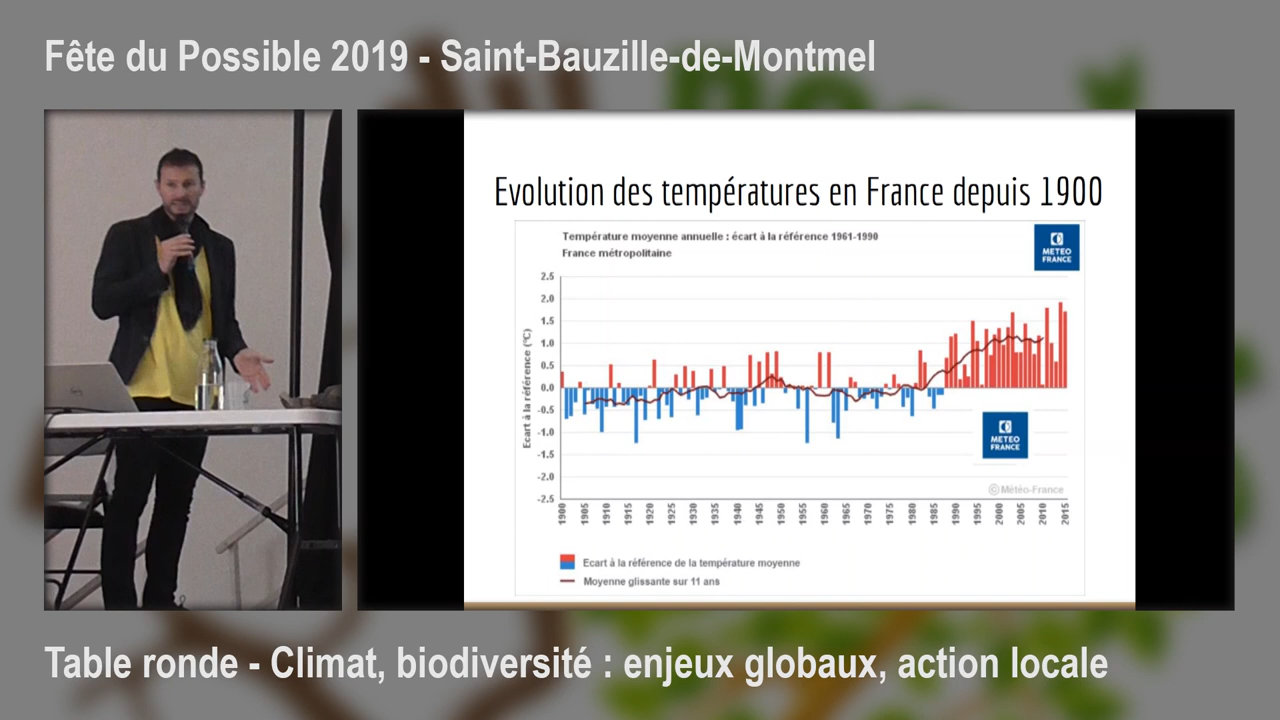 Fête du Possible 2019 - Saint-Bauzille-de-Montmel
Evolution des températures en France depuis 1900
Température moyenne annuelle : écart à la référence 1961-1990
France métropolitaine
METEO
FRANCE
Ecart à la référence (°C)
2.5
2.0
1.5
1.0
0.5
0.0
-0.5
-1.0
-1.5
-2.0
-2.5
METEO
FRANCE
©Météo-France
1900 1905 1910 1915 1920 1925 1930 1935 1940 1945 1950 1955 1960 1965 1970 1975 1980 1985 1990 1995 2000 2005 2010 2015
Ecart à la référence de la température moyenne
Moyenne glissante sur 11 ans
Table ronde - Climat, biodiversité : enjeux globaux, action locale